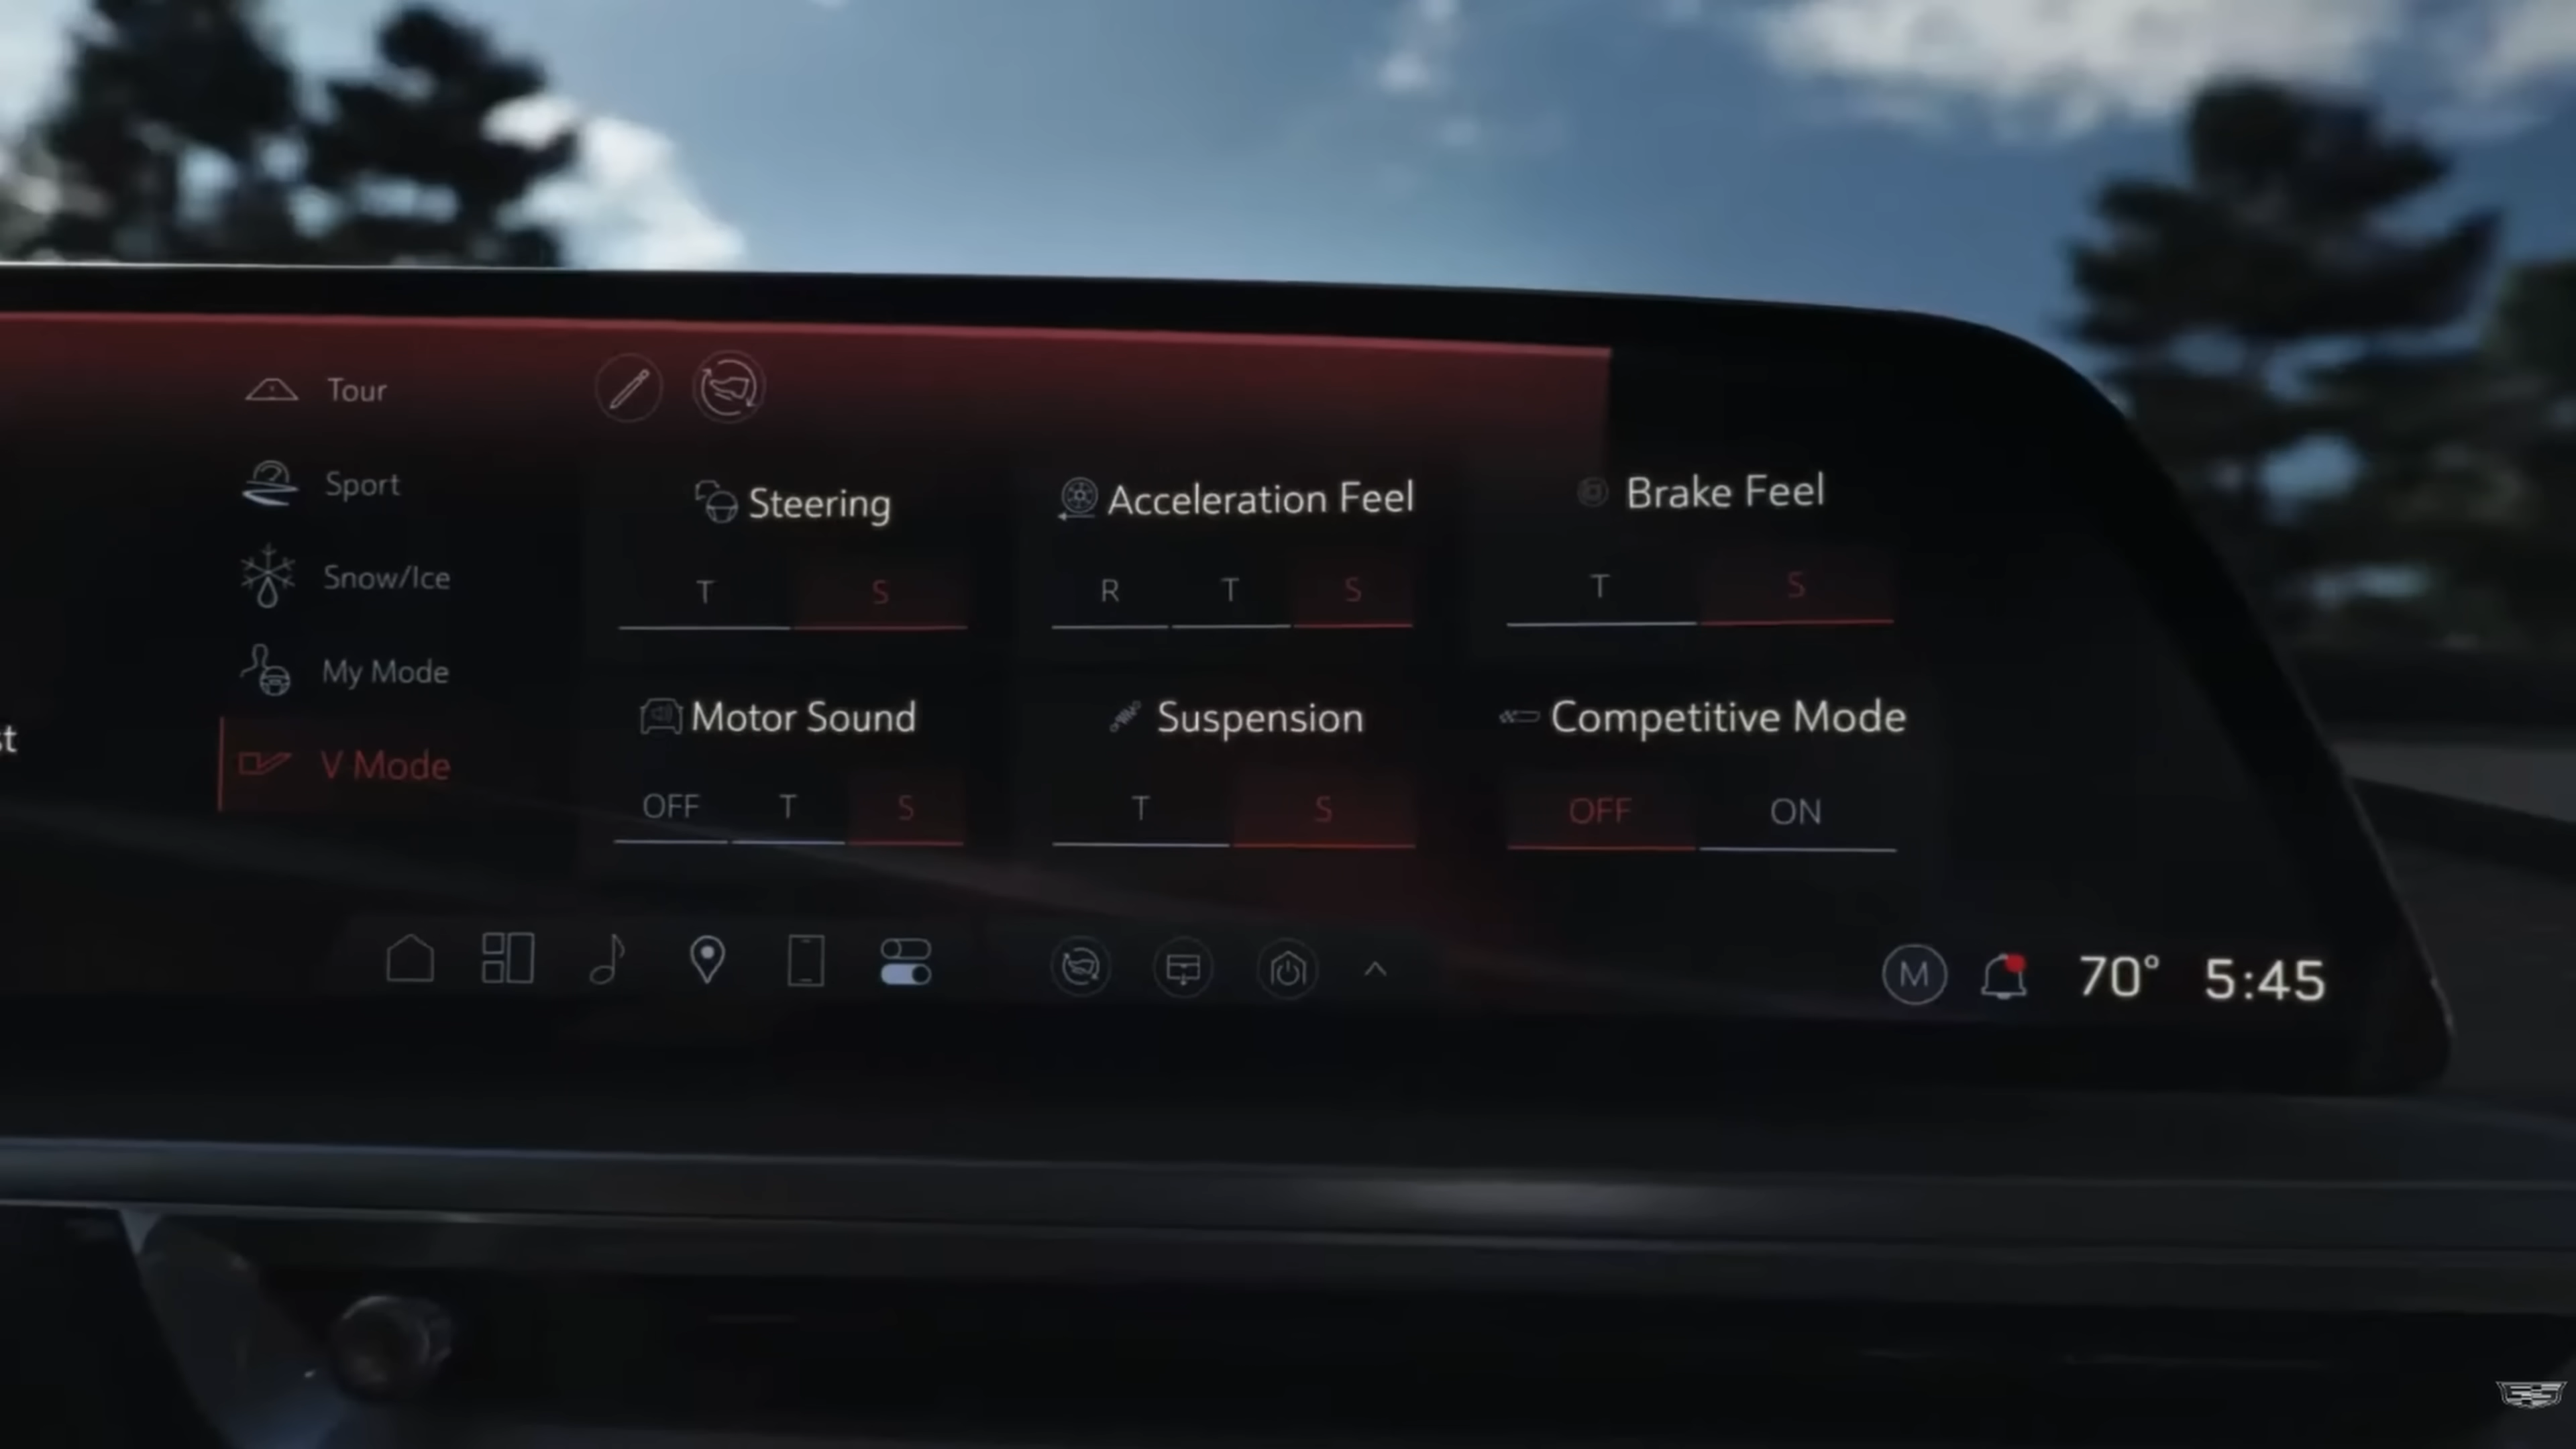 Tour
Sport
Snow/Ice
My Mode
V Mode
st
Steering
T S
Acceleration Feel
R T S
Brake Feel
T S
Motor Sound
OFF T S
Suspension
T S
Competitive Mode
OFF ON
M 70° 5:45